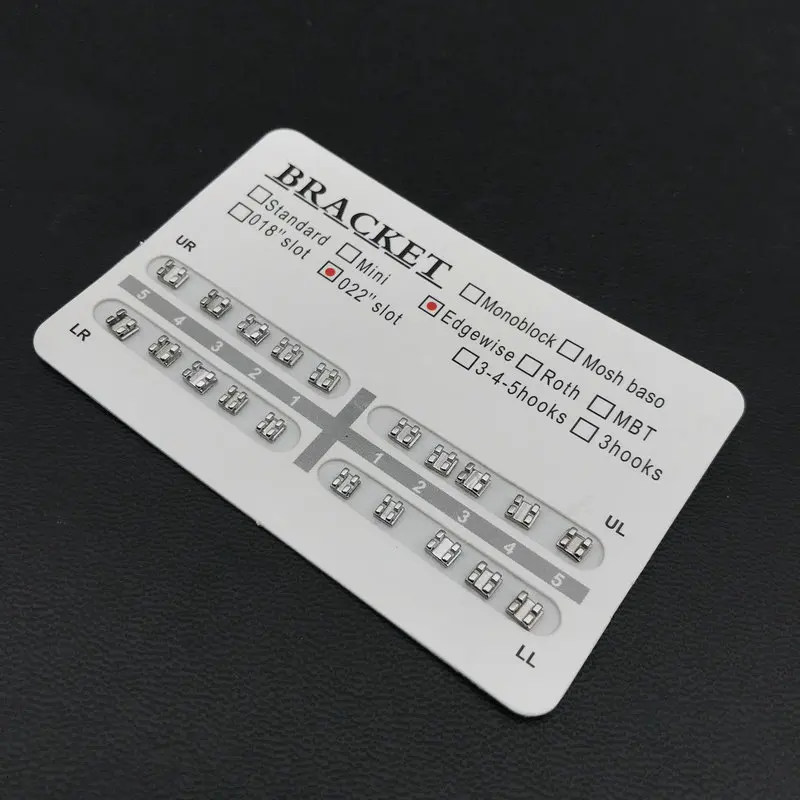 BRACKET
Standard Mini Monoblock Mosh baso
018"slot 022"slot Edgewise Roth MBT
3-4-5hooks 3hooks
UR UL
5 4 3 2 1 1 2 3 4 5
LR LL